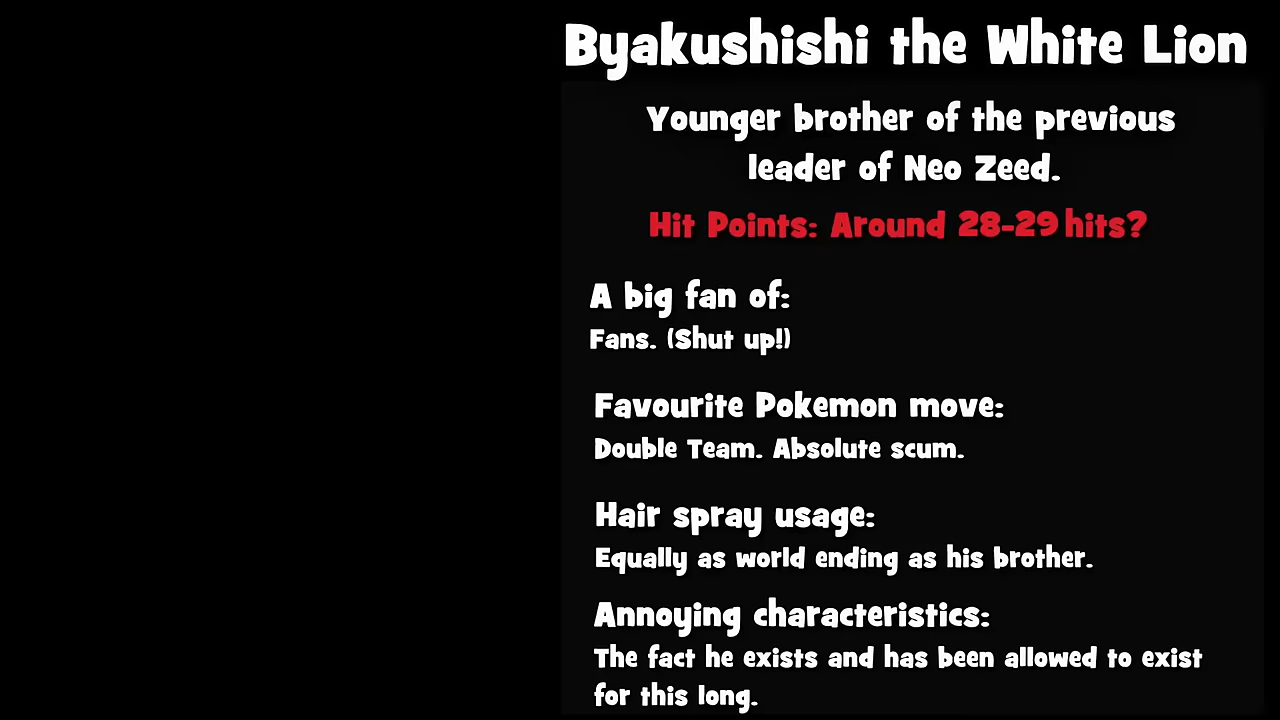 Byakushishi the White Lion
Younger brother of the previous
leader of Neo Zeed.
Hit Points: Around 28-29 hits?
A big fan of:
Fans. (Shut up!)
Favourite Pokemon move:
Double Team. Absolute scum.
Hair spray usage:
Equally as world ending as his brother.
Annoying characteristics:
The fact he exists and has been allowed to exist
for this long.